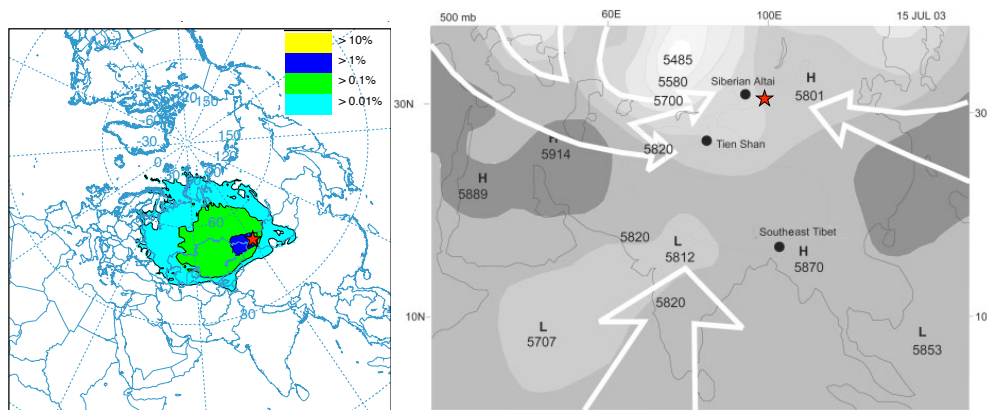 > 10%
> 1%
> 0.1%
> 0.01%
150
-60
-30
150
0
120
60
30
500 mb
60E
100E
15 JUL 03
5485
Siberian Altai
H
5580
5801
5700
30N
30
H
5820
Tien Shan
5914
H
5889
Southeast Tibet
5820
L
H
5812
5870
5820
10N
10
L
L
5707
5853